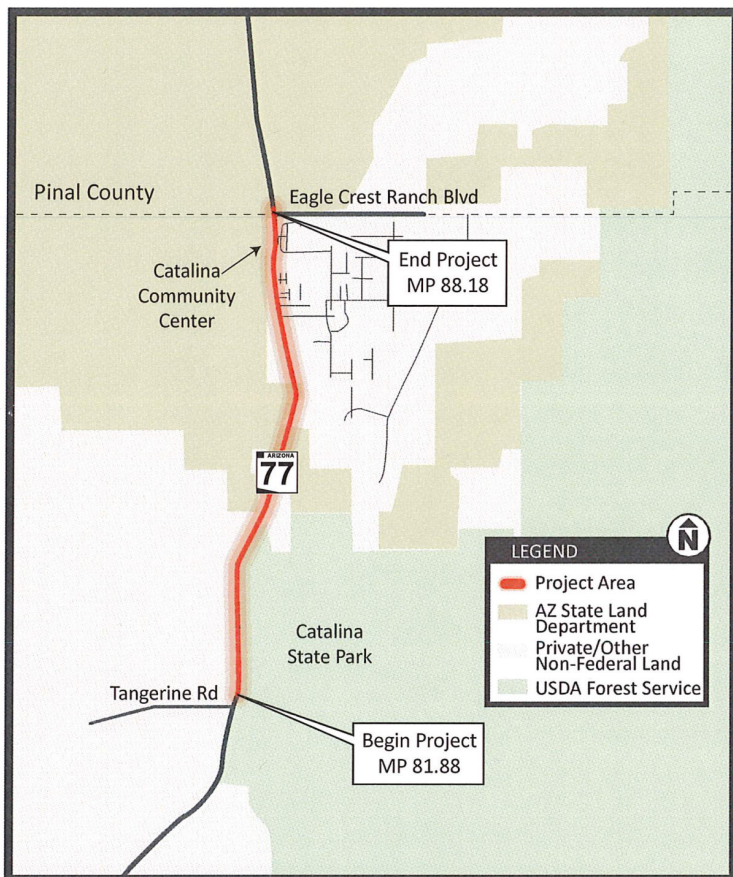 Pinal County
Eagle Crest Ranch Blvd
Catalina
Community
Center
End Project
MP 88.18
ARIZONA
77
N
LEGEND
Project Area
AZ State Land
Department
Private/Other
Non-Federal Land
USDA Forest Service
Catalina
State Park
Tangerine Rd
Begin Project
MP 81.88